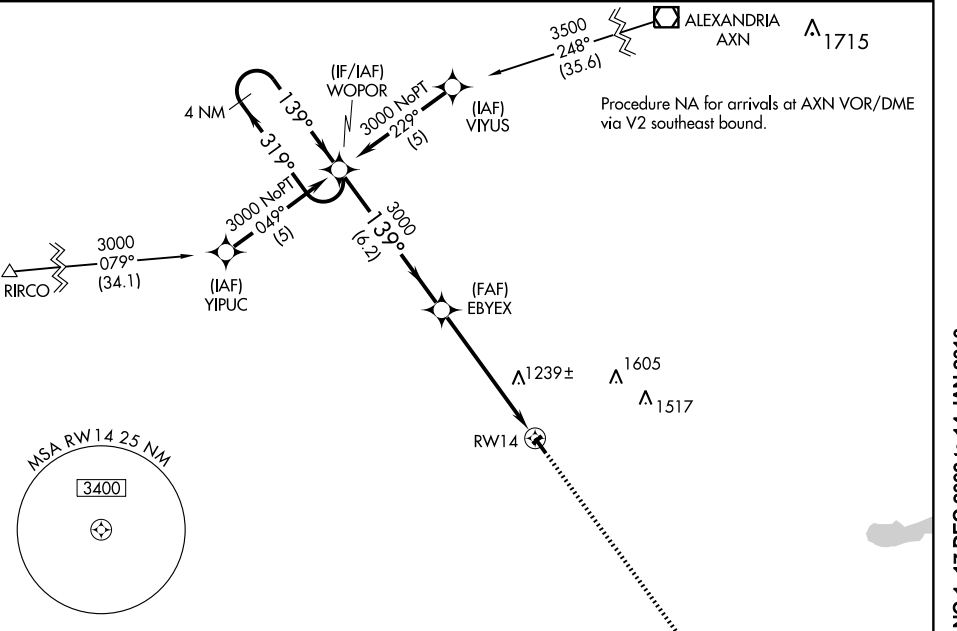 ALEXANDRIA
AXN
1715
3500
248°
(35.6)
(IF/IAF)
WOPOR
3000 NoPT
229°
(5)
(IAF)
VIYUS
Procedure NA for arrivals at AXN VOR/DME
via V2 southeast bound.
4 NM
139°
319°
3000 NoPT
049°
(5)
3000
139°
(6.2)
3000
079°
(34.1)
RIRCO
(IAF)
YIPUC
(FAF)
EBYEX
1239±
1605
1517
RW14
MSA RW14 25 NM
3400